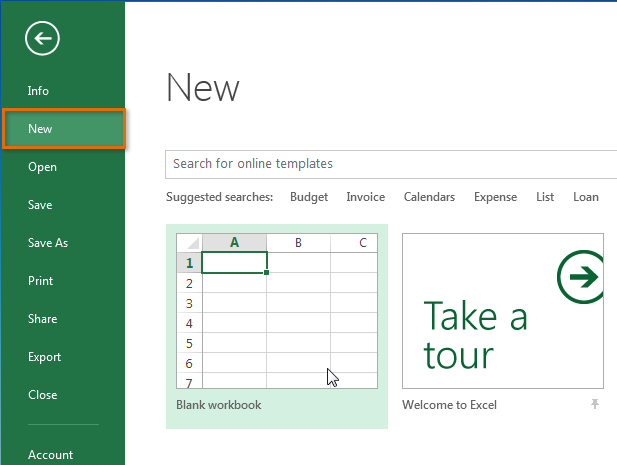 Info
New
Open
Save
Save As
Print
Share
Export
Close
Account
New
Search for online templates
Suggested searches: Budget Invoice Calendars Expense List Loan
A B C
1
2
3
4
5
6
7
Blank workbook
Take a
tour
Welcome to Excel